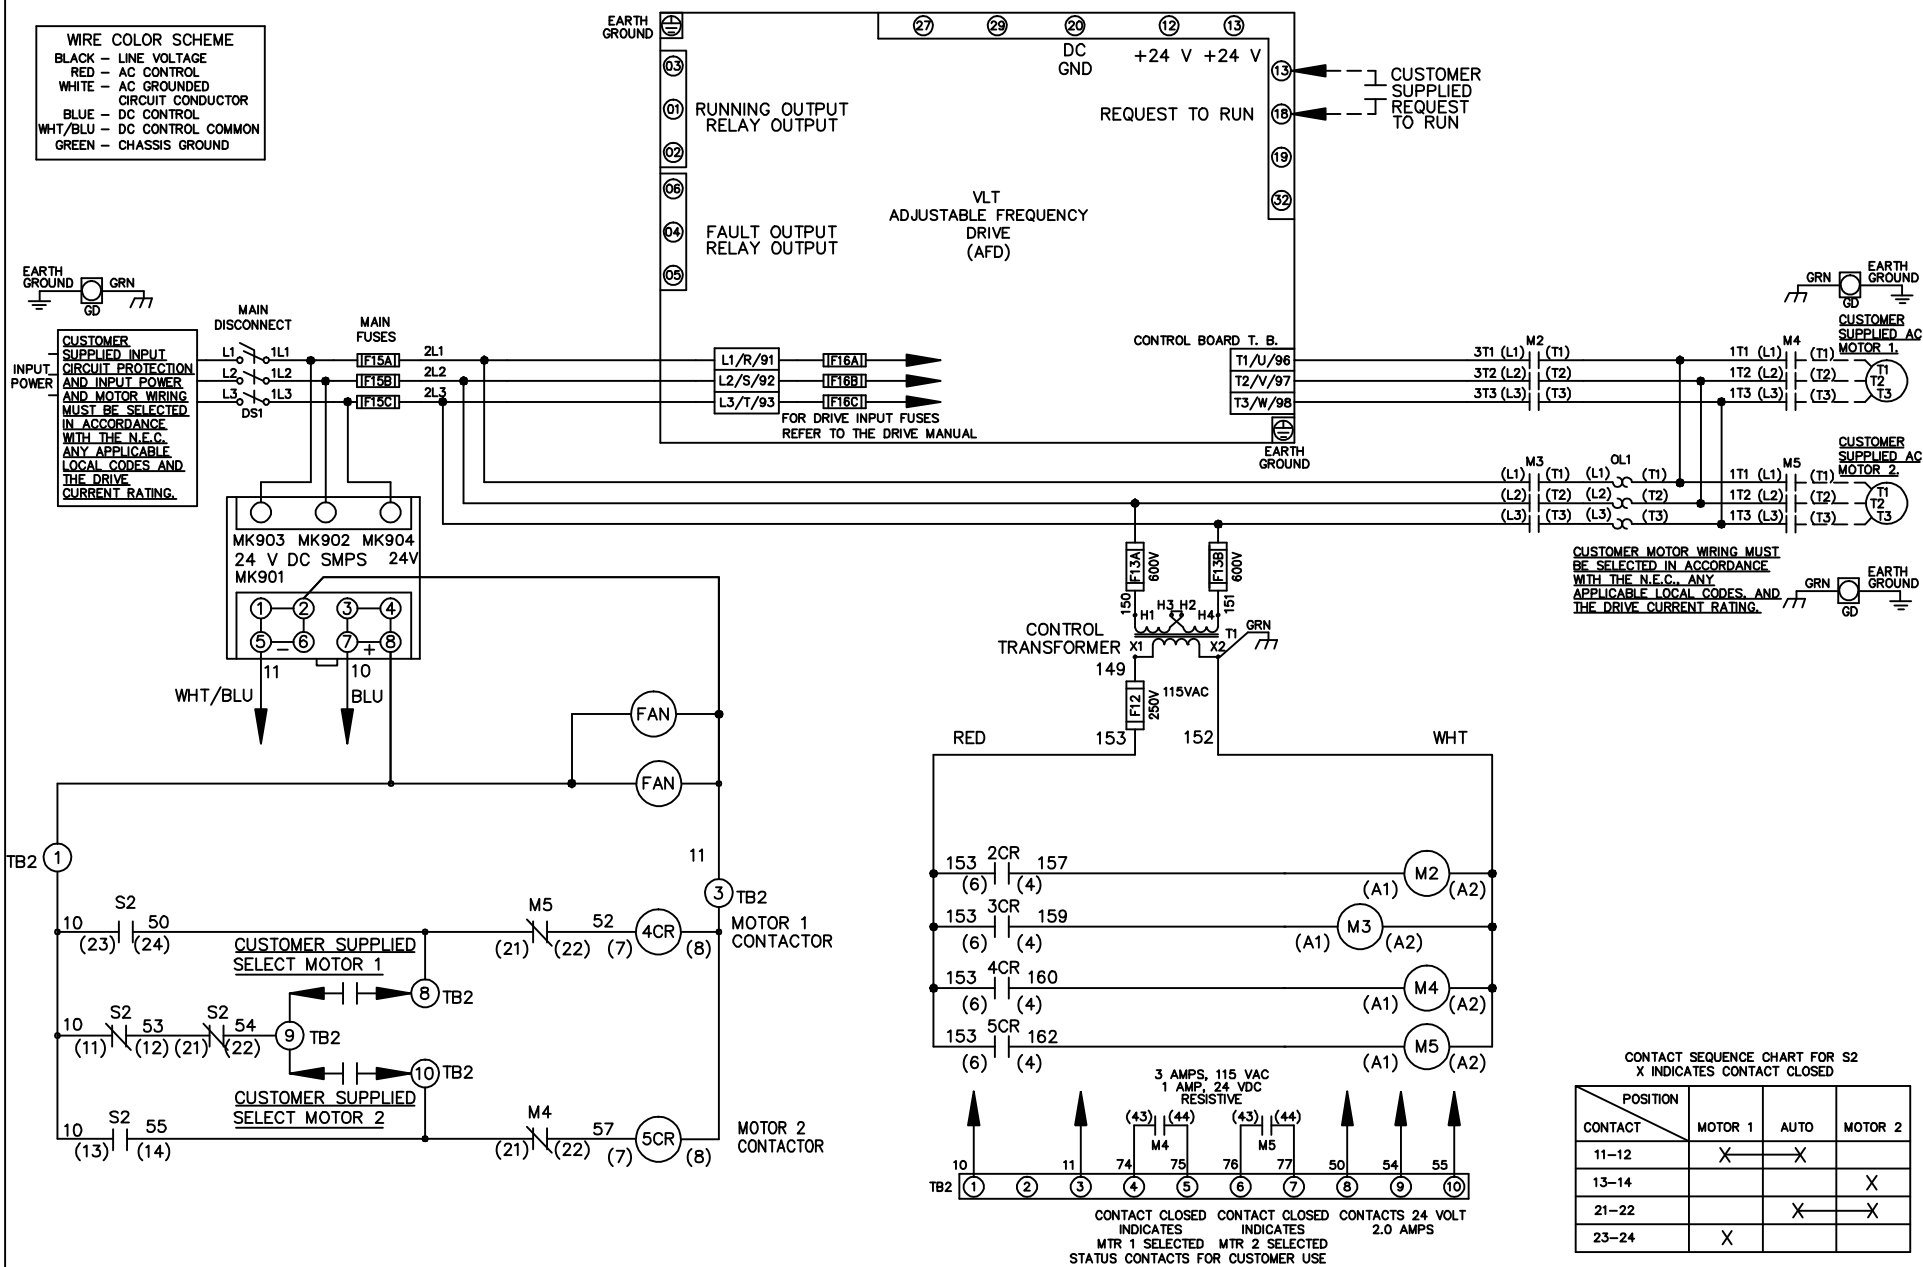 WIRE COLOR SCHEME
BLACK – LINE VOLTAGE
RED – AC CONTROL
WHITE – AC GROUNDED
CIRCUIT CONDUCTOR
BLUE – DC CONTROL
WHT/BLU – DC CONTROL COMMON
GREEN – CHASSIS GROUND
EARTH
GROUND
27 29 20 12 13
DC
GND
+24 V +24 V
03
01
02
RUNNING OUTPUT
RELAY OUTPUT
06
04
05
FAULT OUTPUT
RELAY OUTPUT
13
REQUEST TO RUN 18
19
32
CUSTOMER
SUPPLIED
REQUEST
TO RUN
VLT
ADJUSTABLE FREQUENCY
DRIVE
(AFD)
EARTH
GROUND
GRN
GD
INPUT
POWER
CUSTOMER
SUPPLIED INPUT
CIRCUIT PROTECTION
AND INPUT POWER
AND MOTOR WIRING
MUST BE SELECTED
IN ACCORDANCE
WITH THE N.E.C.
ANY APPLICABLE
LOCAL CODES AND
THE DRIVE
CURRENT RATING.
MAIN
DISCONNECT
L1 1L1
L2 1L2
L3 1L3
DS1
MAIN
FUSES
F15A 2L1
F15B 2L2
F15C 2L3
L1/R/91 F16A
L2/S/92 F16B
L3/T/93 F16C
FOR DRIVE INPUT FUSES
REFER TO THE DRIVE MANUAL
CONTROL BOARD T. B.
T1/U/96
T2/V/97
T3/W/98
EARTH
GROUND
M2
3T1 (L1) (T1)
3T2 (L2) (T2)
3T3 (L3) (T3)
M4
1T1 (L1) (T1)
1T2 (L2) (T2)
1T3 (L3) (T3)
T1
T2
T3
GRN
GD
EARTH
GROUND
CUSTOMER
SUPPLIED AC
MOTOR 1.
M3 OL1
(L1) (T1) (L1) (T1)
(L2) (T2) (L2) (T2)
(L3) (T3) (L3) (T3)
M5
1T1 (L1) (T1)
1T2 (L2) (T2)
1T3 (L3) (T3)
T1
T2
T3
CUSTOMER
SUPPLIED AC
MOTOR 2.
CUSTOMER MOTOR WIRING MUST
BE SELECTED IN ACCORDANCE
WITH THE N.E.C., ANY
APPLICABLE LOCAL CODES, AND
THE DRIVE CURRENT RATING.
GRN
GD
EARTH
GROUND
MK903 MK902 MK904
24 V DC SMPS 24V
MK901
1 2 3 4
5 – 6 7 + 8
11 10
WHT/BLU BLU
FAN
FAN
F13A 600V
F13B 600V
150 151
H1 H3 H2 H4
CONTROL
TRANSFORMER
X1 X2 T1 GRN
149
F12 250V 115VAC
RED 153 152 WHT
TB2 1
11
3 TB2
S2
10 50
(23) (24)
M5
(21) (22)
52
(7) 4CR (8)
MOTOR 1
CONTACTOR
CUSTOMER SUPPLIED
SELECT MOTOR 1
8 TB2
S2 S2
10 53 54
(11) (12) (21) (22)
9 TB2
10 TB2
CUSTOMER SUPPLIED
SELECT MOTOR 2
S2
10 55
(13) (14)
M4
(21) (22)
57
(7) 5CR (8)
MOTOR 2
CONTACTOR
153 2CR 157
(6) (4)
(A1) M2 (A2)
153 3CR 159
(6) (4)
(A1) M3 (A2)
153 4CR 160
(6) (4)
(A1) M4 (A2)
153 5CR 162
(6) (4)
(A1) M5 (A2)
3 AMPS, 115 VAC
1 AMP, 24 VDC
RESISTIVE
(43) (44) (43) (44)
M4 M5
10 11 74 75 76 77 50 54 55
TB2 1 2 3 4 5 6 7 8 9 10
CONTACT CLOSED
INDICATES
MTR 1 SELECTED
CONTACT CLOSED
INDICATES
MTR 2 SELECTED
CONTACTS 24 VOLT
2.0 AMPS
STATUS CONTACTS FOR CUSTOMER USE
CONTACT SEQUENCE CHART FOR S2
X INDICATES CONTACT CLOSED
POSITION
CONTACT MOTOR 1 AUTO MOTOR 2
11–12 X X
13–14 X
21–22 X X
23–24 X